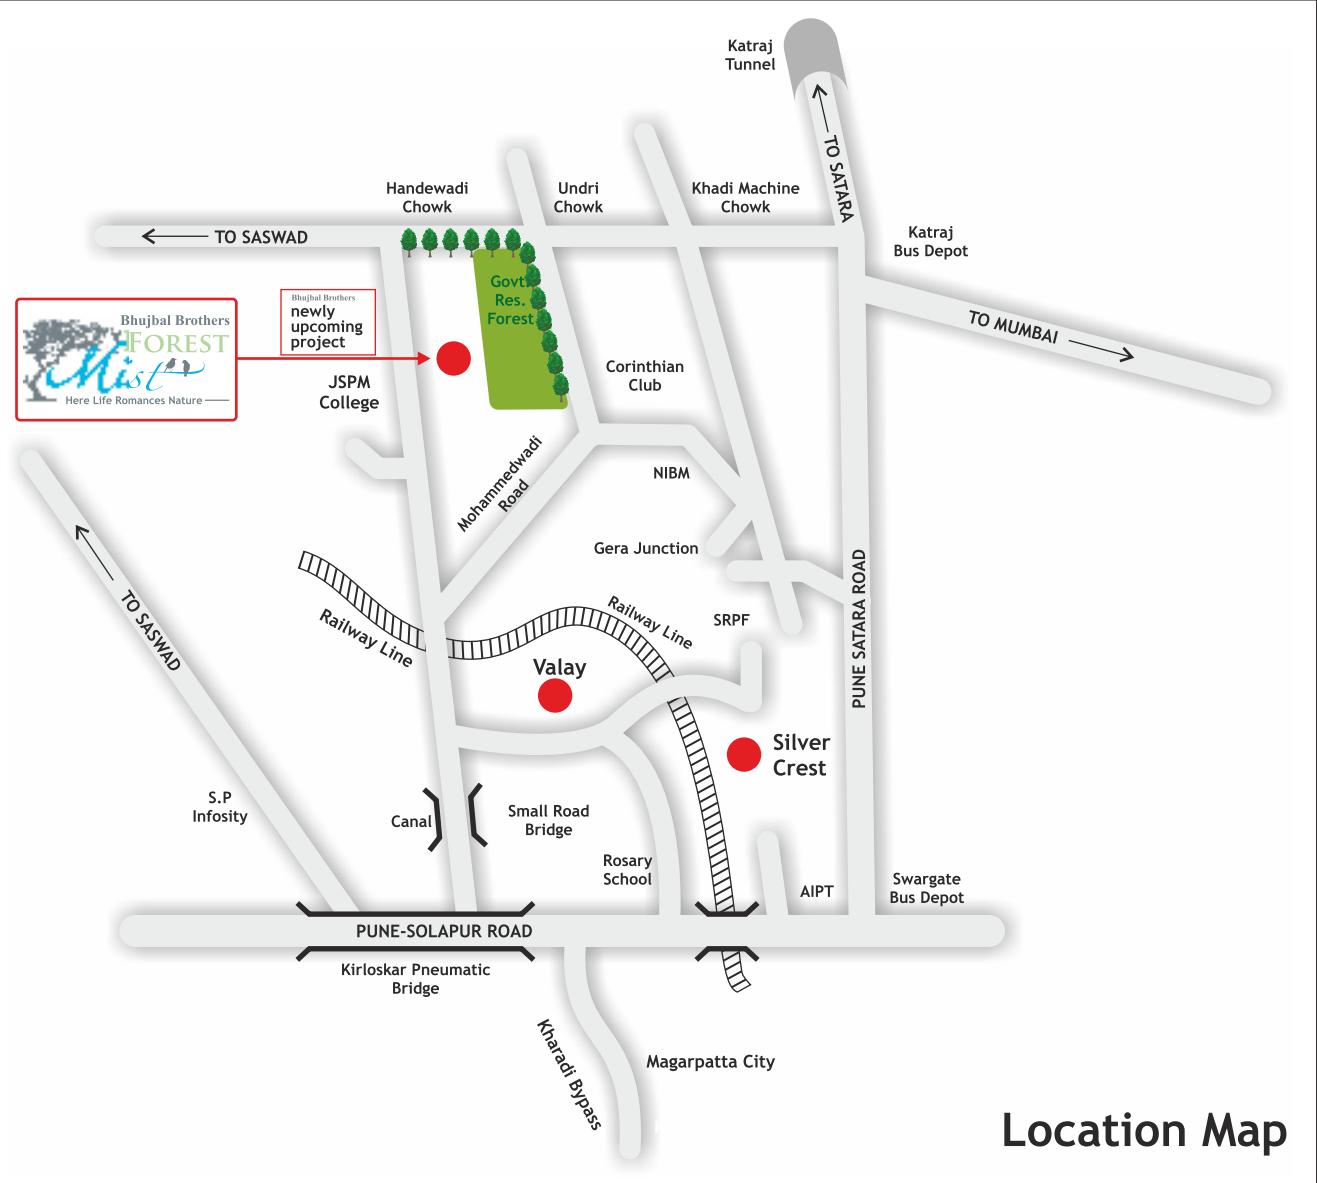 Katraj
Tunnel
TO SATARA
Handewadi
Chowk
Undri
Chowk
Khadi Machine
Chowk
Katraj
Bus Depot
TO SASWAD
Govt.
Res.
Forest
TO MUMBAI
Bhujbal Brothers
FOREST
Mist
Here Life Romances Nature
Bhujbal Brothers
newly
upcoming
project
JSPM
College
Corinthian
Club
Mohammedwadi
Road
NIBM
Gera Junction
TO SASWAD
Railway Line
Railway Line
SRPF
PUNE SATARA ROAD
Valay
Silver
Crest
S.P
Infosity
Canal
Small Road
Bridge
Rosary
School
AIPT
Swargate
Bus Depot
PUNE-SOLAPUR ROAD
Kirloskar Pneumatic
Bridge
Kharadi Bypass
Magarpatta City
Location Map